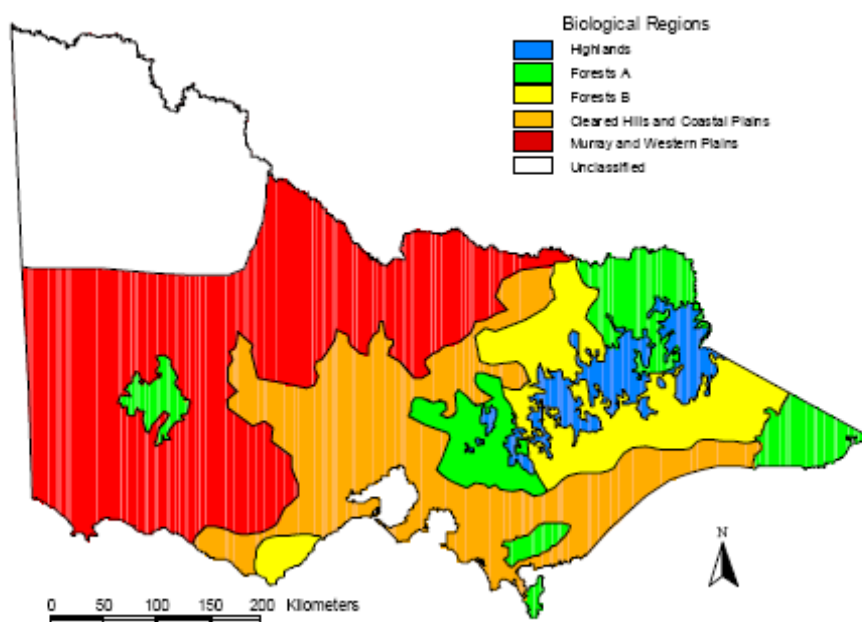 Biological Regions
Highlands
Forests A
Forests B
Cleared Hills and Coastal Plains
Murray and Western Plains
Unclassified
N
0 50 100 150 200 Kilometers